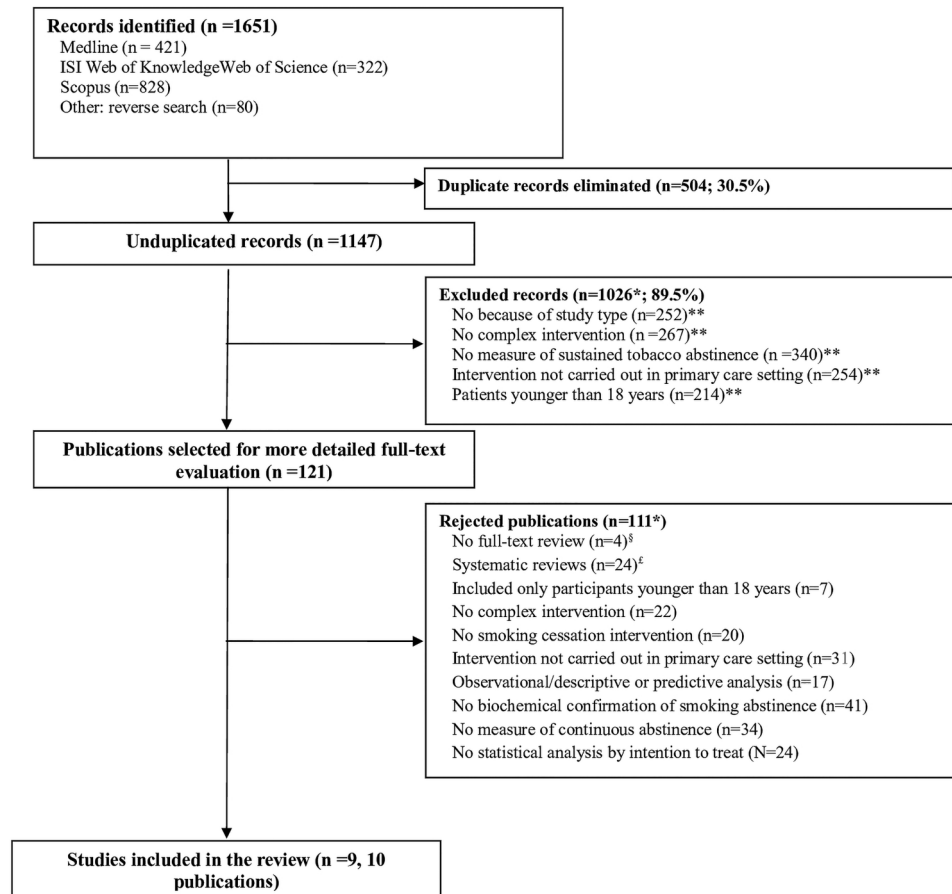 Records identified (n =1651)
Medline (n = 421)
ISI Web of KnowledgeWeb of Science (n=322)
Scopus (n=828)
Other: reverse search (n=80)
Duplicate records eliminated (n=504; 30.5%)
Unduplicated records (n =1147)
Excluded records (n=1026*; 89.5%)
No because of study type (n=252)**
No complex intervention (n =267)**
No measure of sustained tobacco abstinence (n =340)**
Intervention not carried out in primary care setting (n=254)**
Patients younger than 18 years (n=214)**
Publications selected for more detailed full-text
evaluation (n =121)
Rejected publications (n=111*)
No full-text review (n=4)§
Systematic reviews (n=24)£
Included only participants younger than 18 years (n=7)
No complex intervention (n=22)
No smoking cessation intervention (n=20)
Intervention not carried out in primary care setting (n=31)
Observational/descriptive or predictive analysis (n=17)
No biochemical confirmation of smoking abstinence (n=41)
No measure of continuous abstinence (n=34)
No statistical analysis by intention to treat (N=24)
Studies included in the review (n =9, 10
publications)